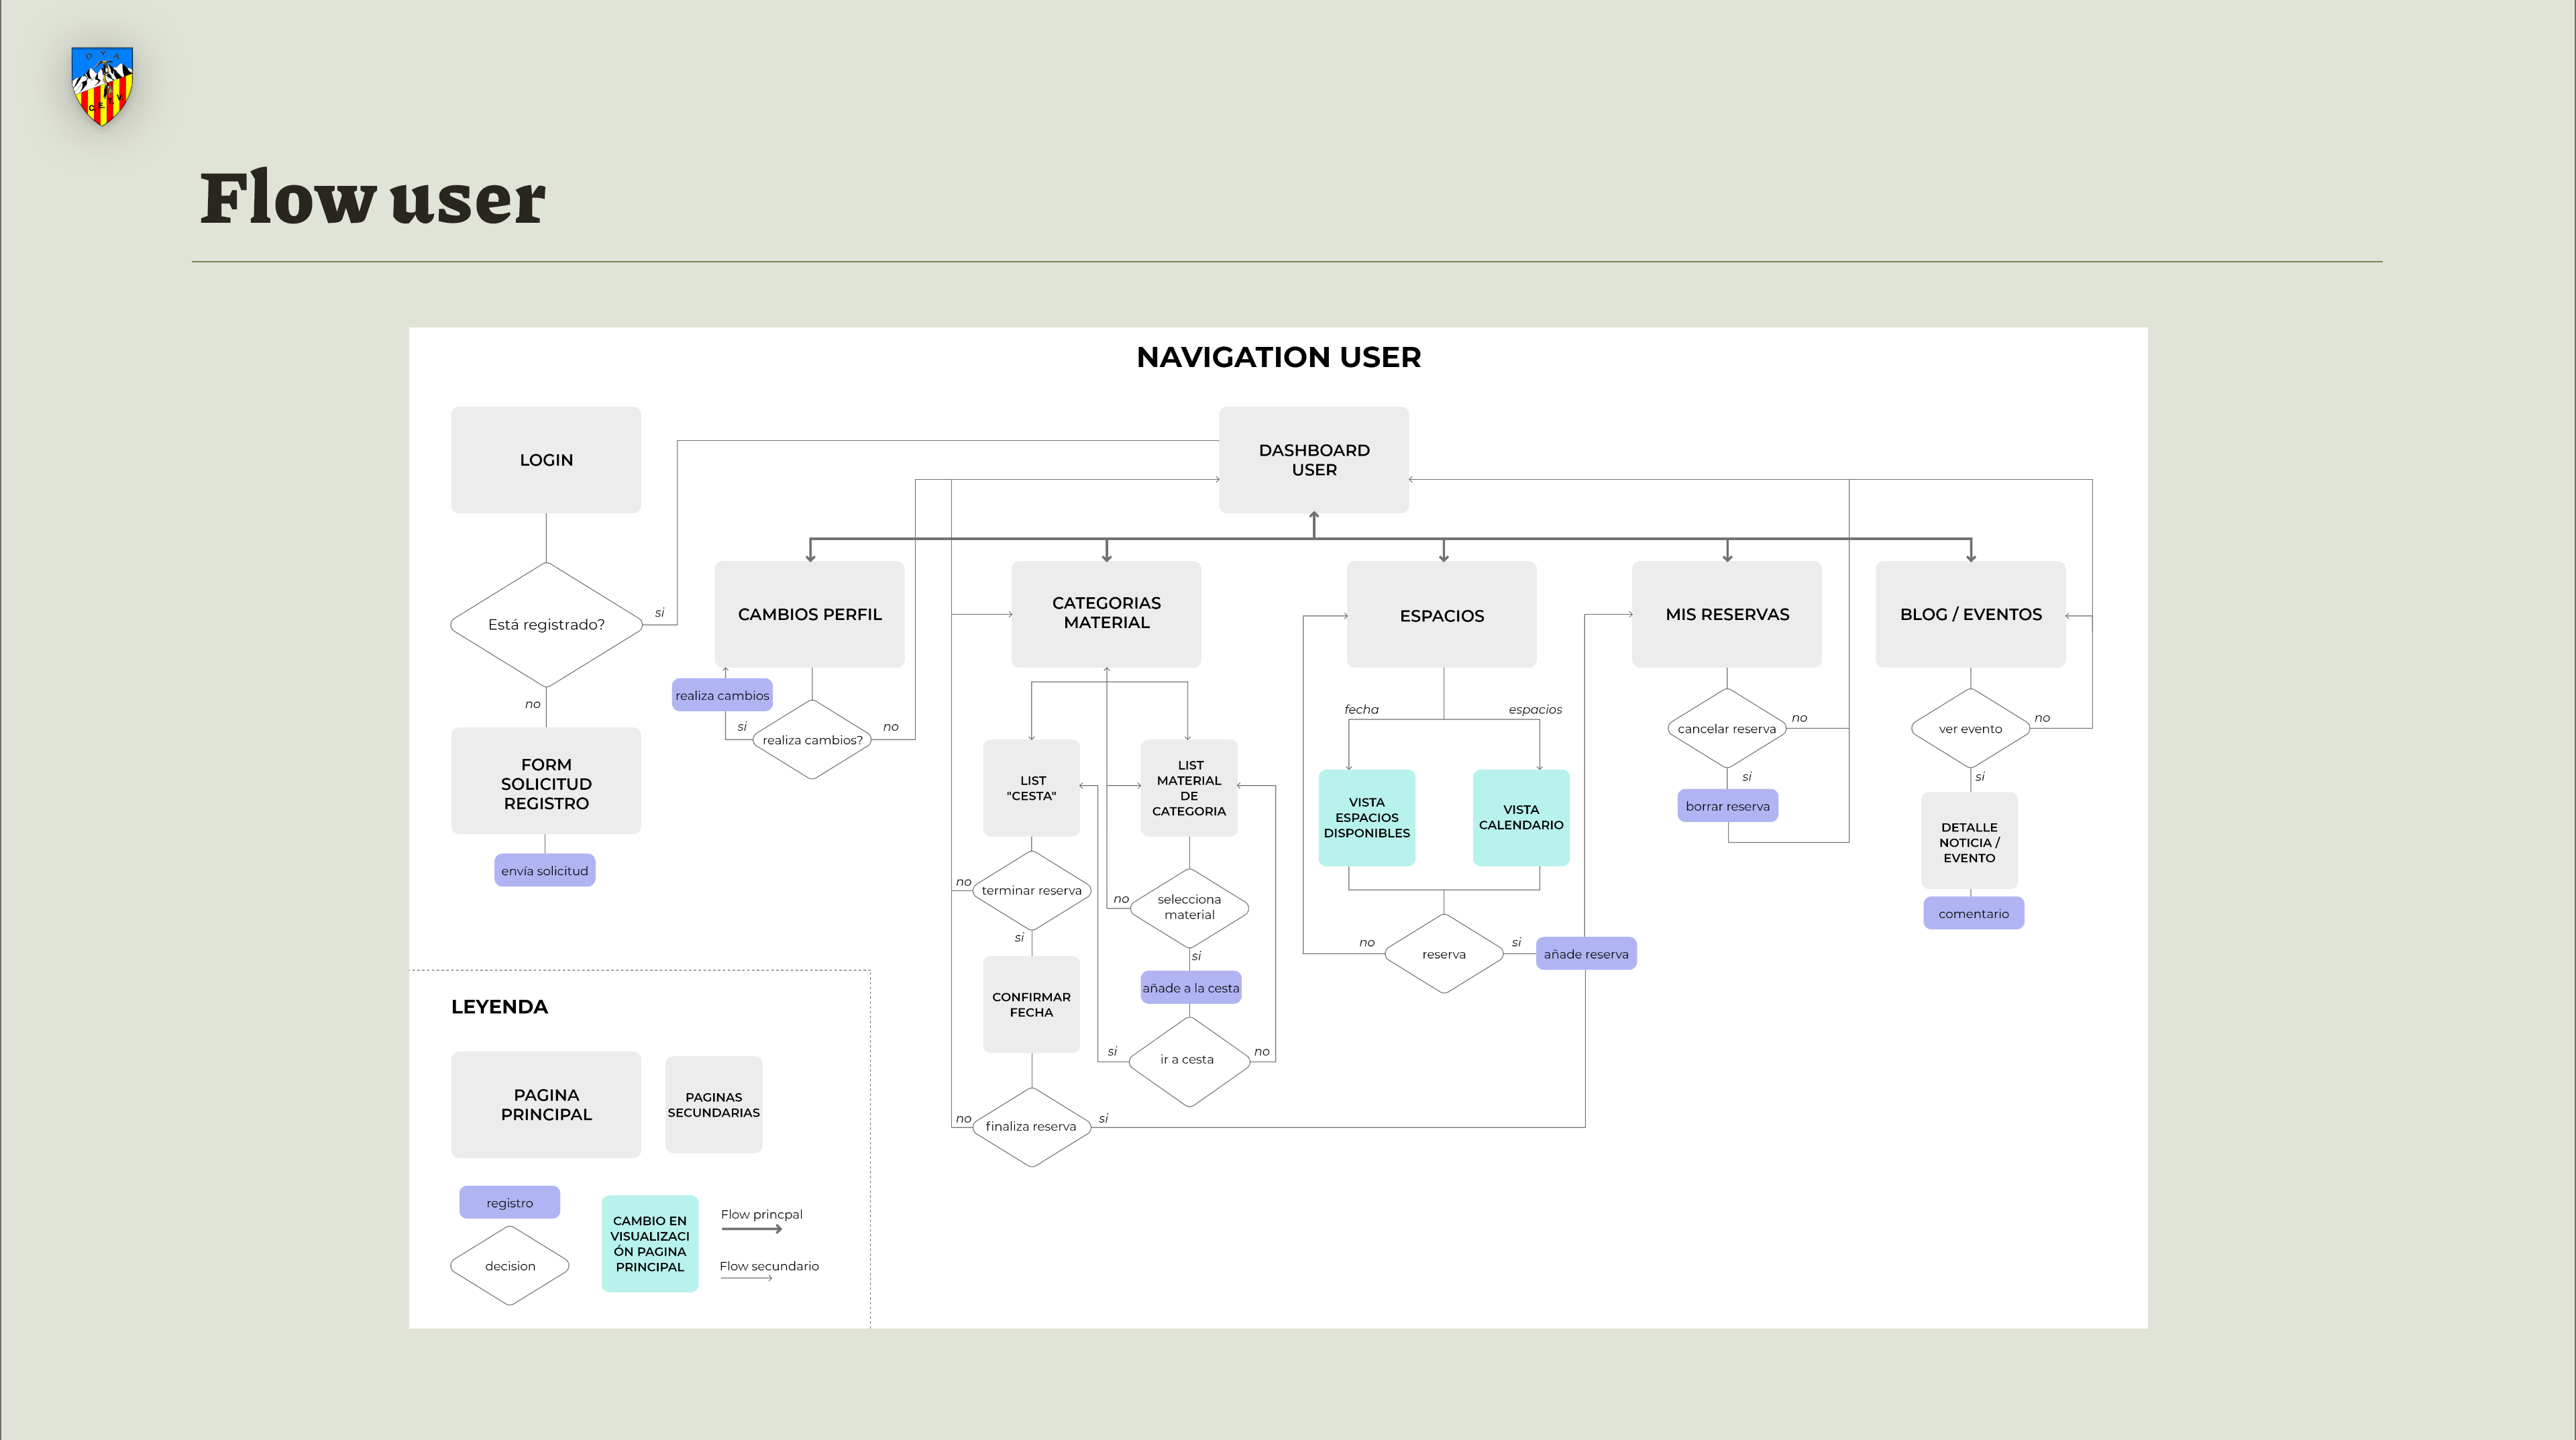 U Y A
C. E. T. V.
Flow user
NAVIGATION USER
LOGIN
DASHBOARD
USER
Está registrado?
si
no
FORM
SOLICITUD
REGISTRO
envía solicitud
CAMBIOS PERFIL
realiza cambios
si
realiza cambios?
no
CATEGORIAS
MATERIAL
LIST
"CESTA"
LIST
MATERIAL
DE
CATEGORIA
no
terminar reserva
si
no
selecciona
material
si
CONFIRMAR
FECHA
añade a la cesta
si
ir a cesta
no
no
finaliza reserva
si
ESPACIOS
fecha
espacios
VISTA
ESPACIOS
DISPONIBLES
VISTA
CALENDARIO
no
reserva
si
añade reserva
MIS RESERVAS
cancelar reserva
no
si
borrar reserva
BLOG / EVENTOS
ver evento
no
si
DETALLE
NOTICIA /
EVENTO
comentario
LEYENDA
PAGINA
PRINCIPAL
PAGINAS
SECUNDARIAS
registro
decision
CAMBIO EN
VISUALIZACI
ÓN PAGINA
PRINCIPAL
Flow princpal
Flow secundario